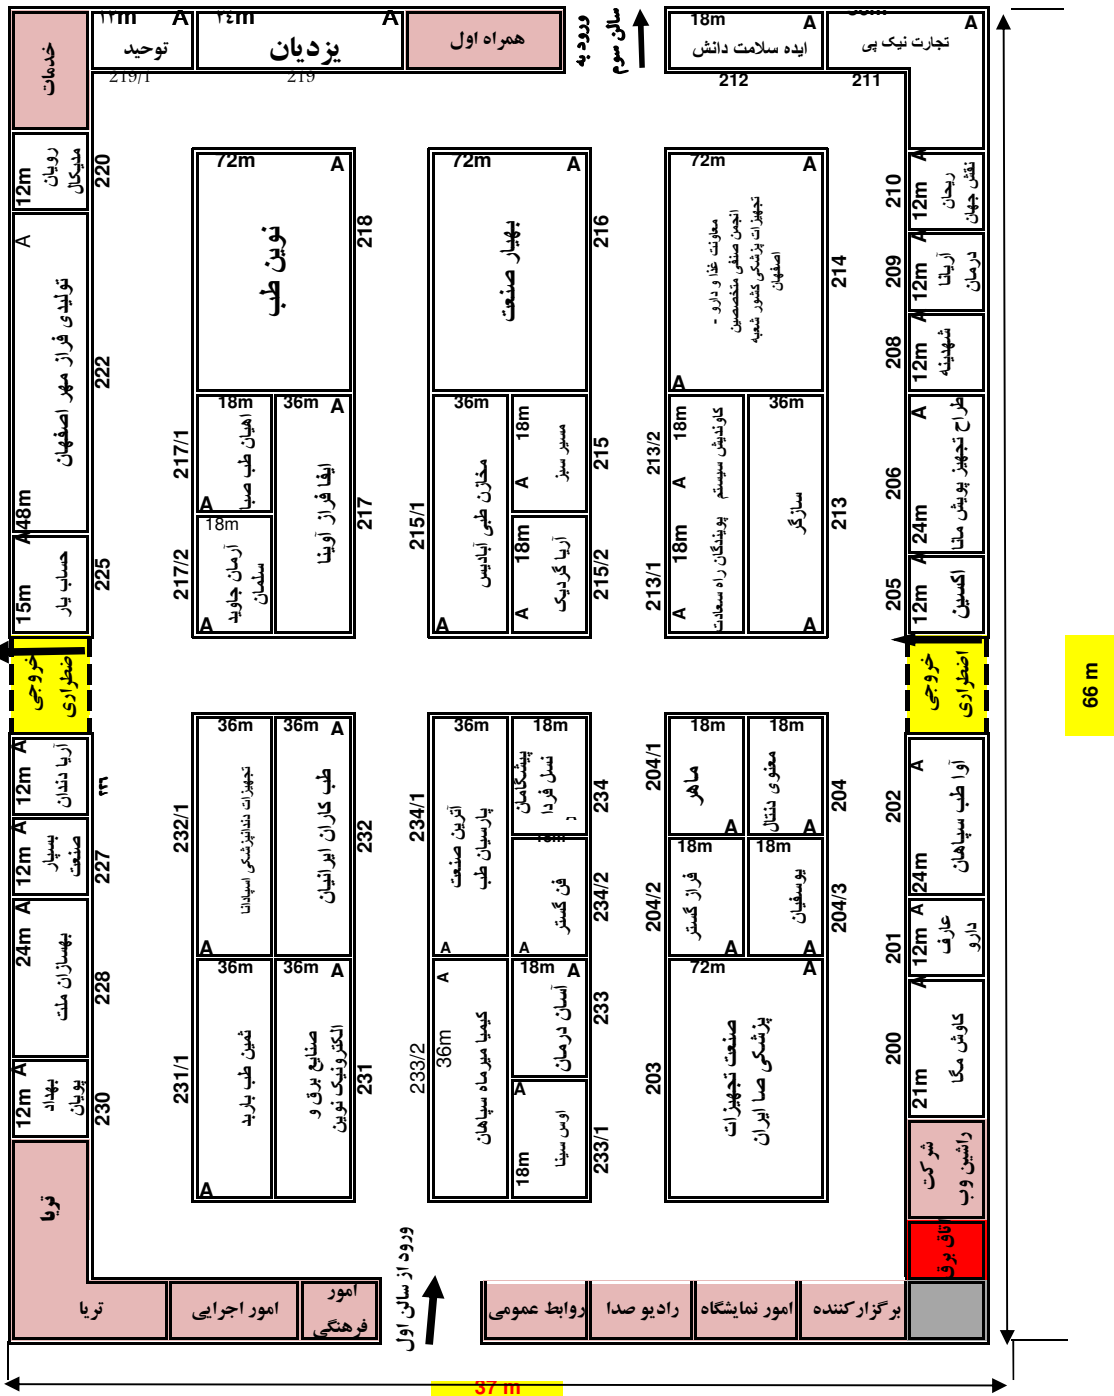 ۱۲m A
توحید
219/1
۲٤m A
یزدیان
219
همراه اول
ورود به
سالن سوم
18m A
ایده سلامت دانش
212
A
تجارت نیک پی
211
خدمات
رویان
مدیکال
12m
220
A
تولیدی فراز مهر اصفهان
48m
222
A
حساب یار
15m
225
خروجی
اضطراری
A
آریا دندان
12m
۲۲٦
A
بسپار
صنعت
12m
227
A
بهسازان ملت
24m
228
A
بهداد
پویان
12m
230
تریا
تریا
امور اجرایی
امور
فرهنگی
ورود از سالن اول
روابط عمومی
رادیو صدا
امور نمایشگاه
برگزار کننده
72m A
نوین طب
218
18m
اهیان طب صبا
A
217/1
36m A
ایفا فراز آوینا
217
18m
آرمان جاوید
سلمان
A
217/2
72m A
بهیار صنعت
216
36m
مخازن طبی آبادیس
A
215/1
18m
مسیر سبز
A
215
18m
آریا گردیک
A
215/2
72m A
معاونت غذا و دارو -
انجمن صنفی متخصصین
تجهیزات پزشکی کشور شعبه
اصفهان
A
214
18m
کاوندیش سیستم
A
213/2
18m
پویندگان راه سعادت
A
213/1
36m
سازگر
A
213
A
ریحان
نقش جهان
12m
210
A
آریانا
درمان
12m
209
A
شهدینه
12m
208
A
طراح تجهیز پویش مانا
24m
206
A
اکسین
12m
205
خروجی
اضطراری
66 m
36m
تجهیزات دندانپزشکی اسپادانا
A
232/1
36m A
طب کاران ایرانیان
232
36m
ثمین طب باربد
A
231/1
36m A
صنایع برق و
الکترونیک نوین
231
36m
آترین صنعت
پارسیان طب
A
234/1
18m
پیشگامان
نسل فردا
234
18m
فن گستر
A
234/2
A
کیمیا میرماه سپاهان
36m
233/2
18m A
آسان درمان
233
A
اوس سینا
18m
233/1
18m
ماهر
A
204/1
18m
معنوی دنتال
A
204
18m
فراز گستر
A
204/2
18m
یوسفیان
A
204/3
72m A
صنعت تجهیزات
پزشکی صا ایران
203
A
آوا طب سپاهان
24m
202
A
عارف
دارو
12m
201
A
کاوش مگا
21m
200
شرکت
راشین وب
اتاق برق
37 m